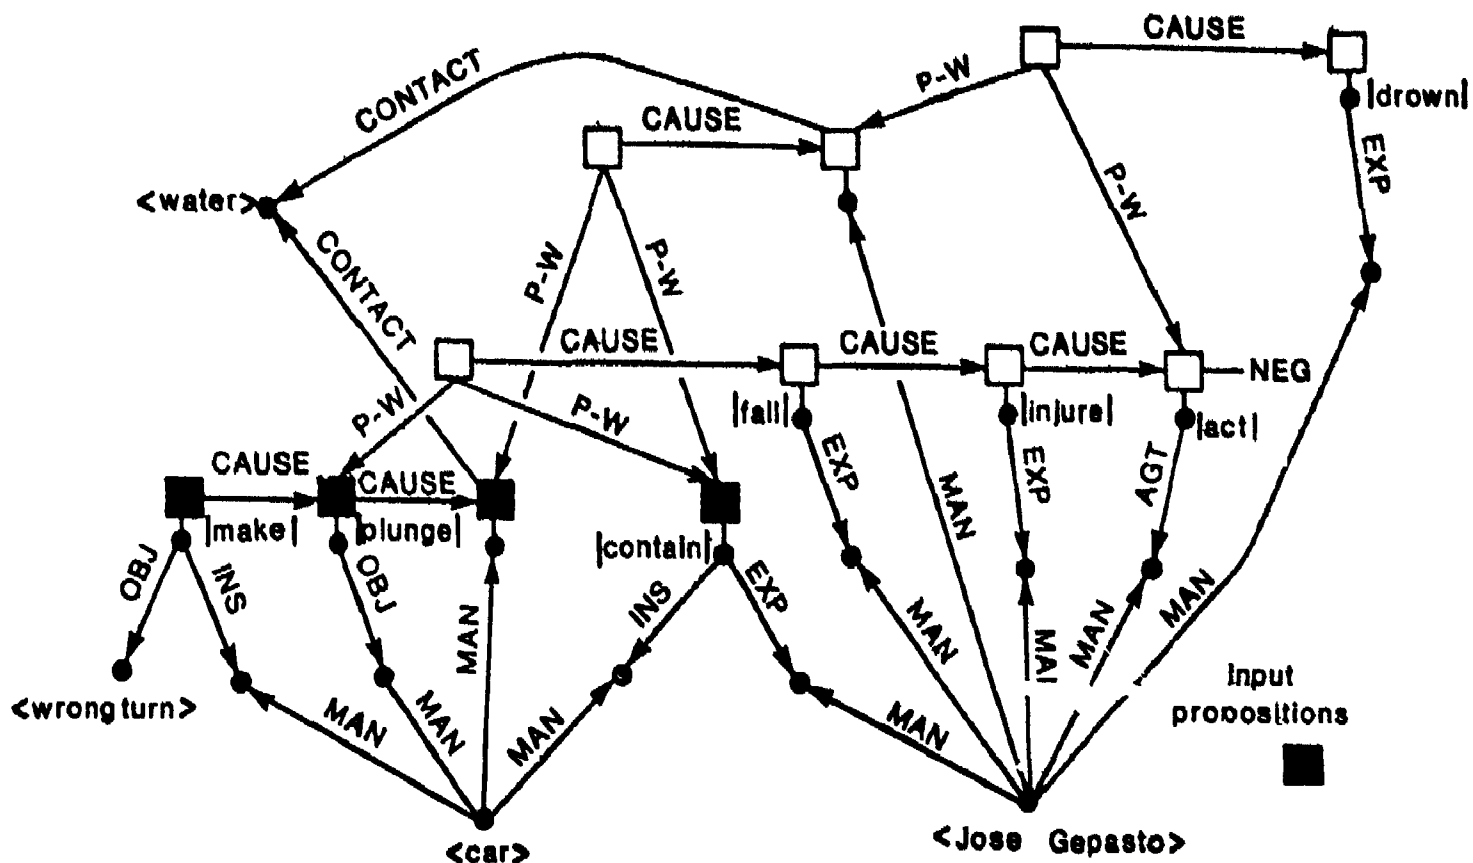 CAUSE
|drown|
P-W
CONTACT
CAUSE
EXP
<water>
P-W
CONTACT
P-W
P-W
CAUSE
CAUSE
CAUSE
NEG
|fall|
|injure|
|act|
P-W
P-W
CAUSE
CAUSE
EXP
EXP
AGT
MAN
|make|
|plunge|
|contain|
OBJ
INS
OBJ
MAN
INS
EXP
MAN
MAI
MAN
MAN
<wrong turn>
MAN
MAN
MAN
MAN
Input
propositions
<car>
<Jose Gepasto>